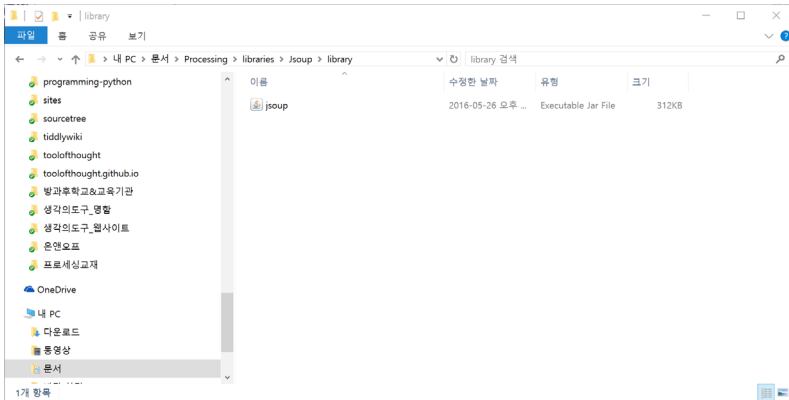 library
파일 홈 공유 보기
내 PC > 문서 > Processing > libraries > Jsoup > library
library 검색
programming-python
sites
sourcetree
tiddlywiki
toolofthought
toolofthought.github.io
방과후학교&교육기관
생각의도구_명함
생각의도구_웹사이트
온앤오프
프로세싱교재
OneDrive
내 PC
다운로드
동영상
문서
이름 수정한 날짜 유형 크기
jsoup 2016-05-26 오후 ... Executable Jar File 312KB
1개 항목